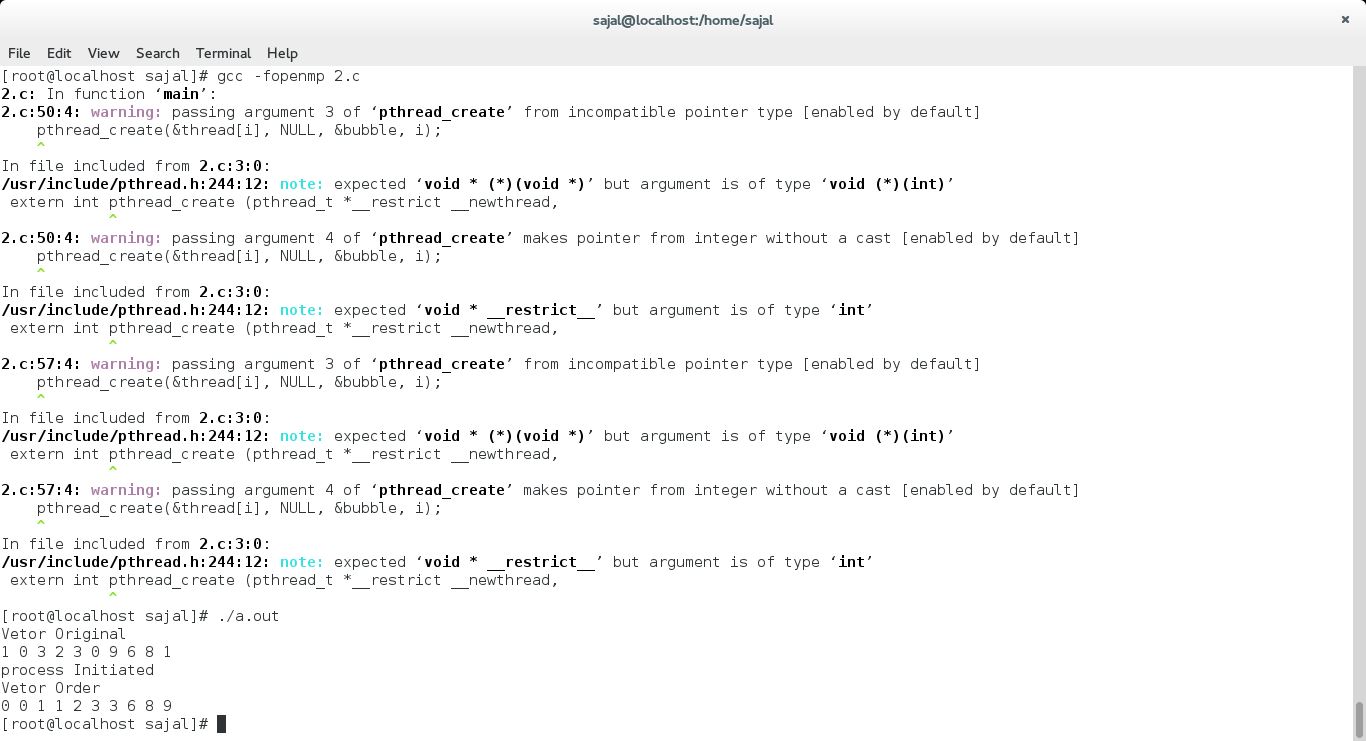 sajal@localhost:/home/sajal ×
File Edit View Search Terminal Help
[root@localhost sajal]# gcc -fopenmp 2.c
2.c: In function ‘main’:
2.c:50:4: warning: passing argument 3 of ‘pthread_create’ from incompatible pointer type [enabled by default]
    pthread_create(&thread[i], NULL, &bubble, i);
    ^
In file included from 2.c:3:0:
/usr/include/pthread.h:244:12: note: expected ‘void * (*)(void *)’ but argument is of type ‘void (*)(int)’
 extern int pthread_create (pthread_t *__restrict __newthread,
            ^
2.c:50:4: warning: passing argument 4 of ‘pthread_create’ makes pointer from integer without a cast [enabled by default]
    pthread_create(&thread[i], NULL, &bubble, i);
    ^
In file included from 2.c:3:0:
/usr/include/pthread.h:244:12: note: expected ‘void * __restrict__’ but argument is of type ‘int’
 extern int pthread_create (pthread_t *__restrict __newthread,
            ^
2.c:57:4: warning: passing argument 3 of ‘pthread_create’ from incompatible pointer type [enabled by default]
    pthread_create(&thread[i], NULL, &bubble, i);
    ^
In file included from 2.c:3:0:
/usr/include/pthread.h:244:12: note: expected ‘void * (*)(void *)’ but argument is of type ‘void (*)(int)’
 extern int pthread_create (pthread_t *__restrict __newthread,
            ^
2.c:57:4: warning: passing argument 4 of ‘pthread_create’ makes pointer from integer without a cast [enabled by default]
    pthread_create(&thread[i], NULL, &bubble, i);
    ^
In file included from 2.c:3:0:
/usr/include/pthread.h:244:12: note: expected ‘void * __restrict__’ but argument is of type ‘int’
 extern int pthread_create (pthread_t *__restrict __newthread,
            ^
[root@localhost sajal]# ./a.out
Vetor Original
1 0 3 2 3 0 9 6 8 1
process Initiated
Vetor Order
0 0 1 1 2 3 3 6 8 9
[root@localhost sajal]#